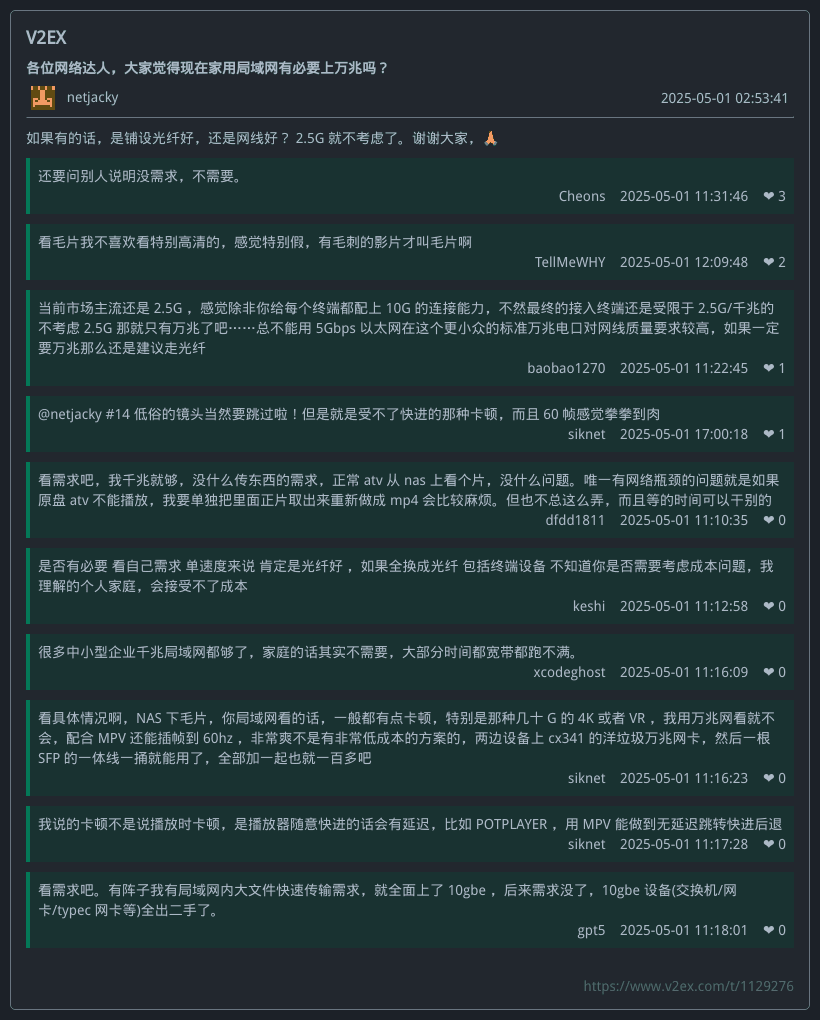 V2EX
各位网络达人，大家觉得现在家用局域网有必要上万兆吗？
netjacky 2025-05-01 02:53:41
如果有的话，是铺设光纤好，还是网线好？ 2.5G 就不考虑了。谢谢大家，🙏
还要问别人说明没需求，不需要。
Cheons 2025-05-01 11:31:46 ❤ 3
看毛片我不喜欢看特别高清的，感觉特别假，有毛刺的影片才叫毛片啊
TellMeWHY 2025-05-01 12:09:48 ❤ 2
当前市场主流还是 2.5G ，感觉除非你给每个终端都配上 10G 的连接能力，不然最终的接入终端还是受限于 2.5G/千兆的
不考虑 2.5G 那就只有万兆了吧……总不能用 5Gbps 以太网在这个更小众的标准万兆电口对网线质量要求较高，如果一定
要万兆那么还是建议走光纤
baobao1270 2025-05-01 11:22:45 ❤ 1
@netjacky #14 低俗的镜头当然要跳过啦！但是就是受不了快进的那种卡顿，而且 60 帧感觉拳拳到肉
siknet 2025-05-01 17:00:18 ❤ 1
看需求吧，我千兆就够，没什么传东西的需求，正常 atv 从 nas 上看个片，没什么问题。唯一有网络瓶颈的问题就是如果
原盘 atv 不能播放，我要单独把里面正片取出来重新做成 mp4 会比较麻烦。但也不总这么弄，而且等的时间可以干别的
dfdd1811 2025-05-01 11:10:35 ❤ 0
是否有必要 看自己需求 单速度来说 肯定是光纤好 ，如果全换成光纤 包括终端设备 不知道你是否需要考虑成本问题，我
理解的个人家庭，会接受不了成本
keshi 2025-05-01 11:12:58 ❤ 0
很多中小型企业千兆局域网都够了，家庭的话其实不需要，大部分时间都宽带都跑不满。
xcodeghost 2025-05-01 11:16:09 ❤ 0
看具体情况啊，NAS 下毛片，你局域网看的话，一般都有点卡顿，特别是那种几十 G 的 4K 或者 VR ，我用万兆网看就不
会，配合 MPV 还能插帧到 60hz ，非常爽不是有非常低成本的方案的，两边设备上 cx341 的洋垃圾万兆网卡，然后一根
SFP 的一体线一捅就能用了，全部加一起也就一百多吧
siknet 2025-05-01 11:16:23 ❤ 0
我说的卡顿不是说播放时卡顿，是播放器随意快进的话会有延迟，比如 POTPLAYER ，用 MPV 能做到无延迟跳转快进后退
siknet 2025-05-01 11:17:28 ❤ 0
看需求吧。有阵子我有局域网内大文件快速传输需求，就全面上了 10gbe ，后来需求没了，10gbe 设备(交换机/网
卡/typec 网卡等)全出二手了。
gpt5 2025-05-01 11:18:01 ❤ 0
https://www.v2ex.com/t/1129276